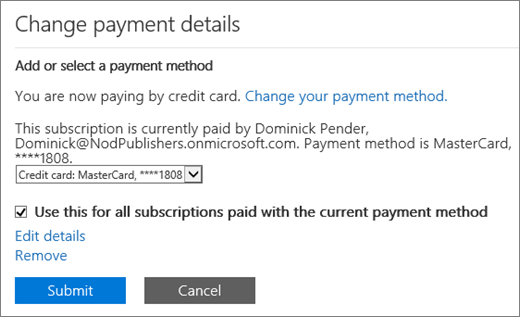 Change payment details
Add or select a payment method
You are now paying by credit card. Change your payment method.
This subscription is currently paid by Dominick Pender,
Dominick@NodPublishers.onmicrosoft.com. Payment method is MasterCard,
****1808.
Credit card: MasterCard, ****1808
Use this for all subscriptions paid with the current payment method
Edit details
Remove
Submit
Cancel